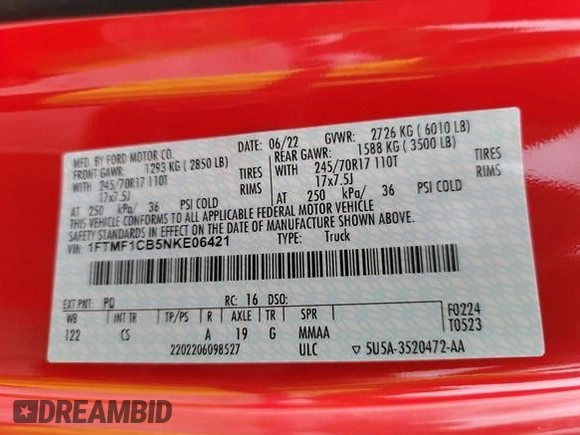 MFD. BY FORD MOTOR CO.
DATE: 06/22 GVWR: 2726 KG ( 6010 LB)
FRONT GAWR: 1293 KG ( 2850 LB)
REAR GAWR: 1588 KG ( 3500 LB)
WITH 245/70R17 110T TIRES
WITH 245/70R17 110T TIRES
17x7.5J RIMS
17x7.5J RIMS
AT 250 kPa/ 36 PSI COLD
AT 250 kPa/ 36 PSI COLD
THIS VEHICLE CONFORMS TO ALL APPLICABLE FEDERAL MOTOR VEHICLE
SAFETY STANDARDS IN EFFECT ON THE DATE OF MANUFACTURE SHOWN ABOVE.
VIN: 1FTMF1CB5NKE06421 TYPE: Truck
EXT PNT: PQ RC: 16 DSO:
WB INT TR TP/PS R AXLE TR SPR
F0224
122 CS A 19 G MMAA
T0523
2202206098527 ULC ▽ 5U5A-3520472-AA
DREAMBID